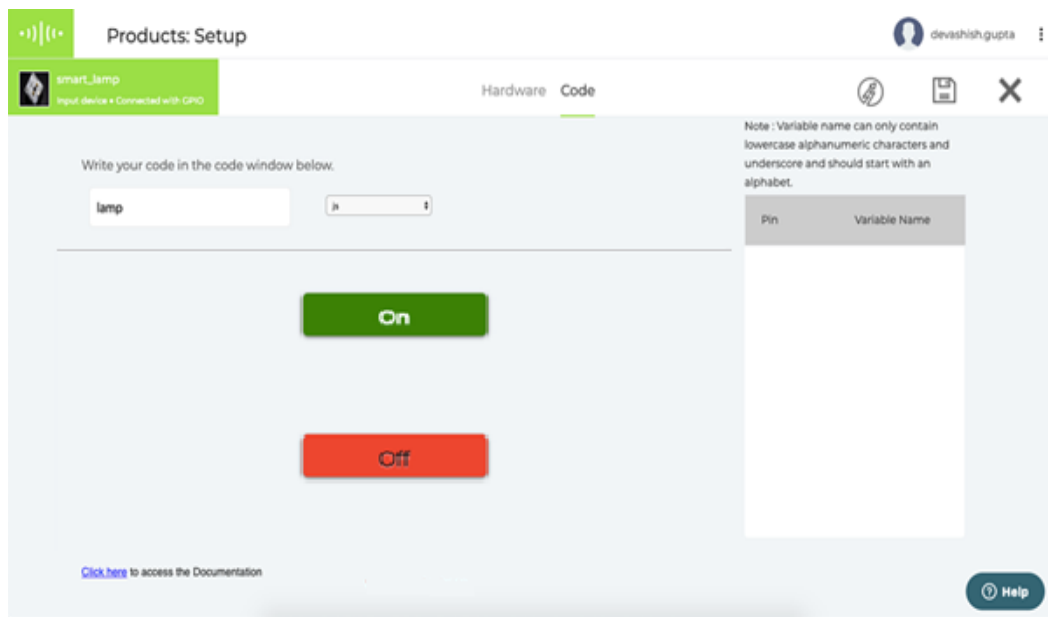 Products: Setup
devashish.gupta
smart_lamp
Input device • Connected with GPIO
Hardware Code
Note : Variable name can only contain
lowercase alphanumeric characters and
underscore and should start with an
alphabet.
Write your code in the code window below.
lamp
js
Pin Variable Name
On
Off
Click here to access the Documentation
Help